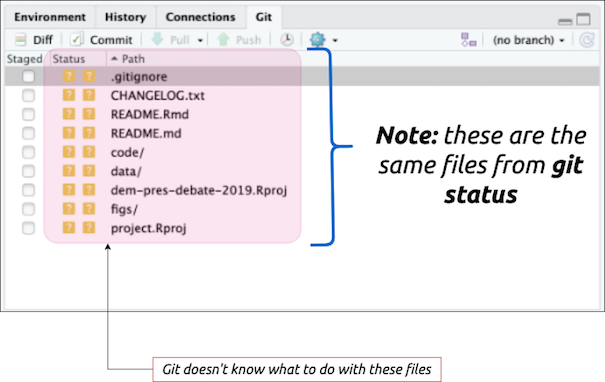 Environment History Connections Git
Diff Commit Pull Push (no branch)
Staged Status Path
? ? .gitignore
? ? CHANGELOG.txt
? ? README.Rmd
? ? README.md
? ? code/
? ? data/
? ? dem-pres-debate-2019.Rproj
? ? figs/
? ? project.Rproj
Note: these are the
same files from git
status
Git doesn't know what to do with these files